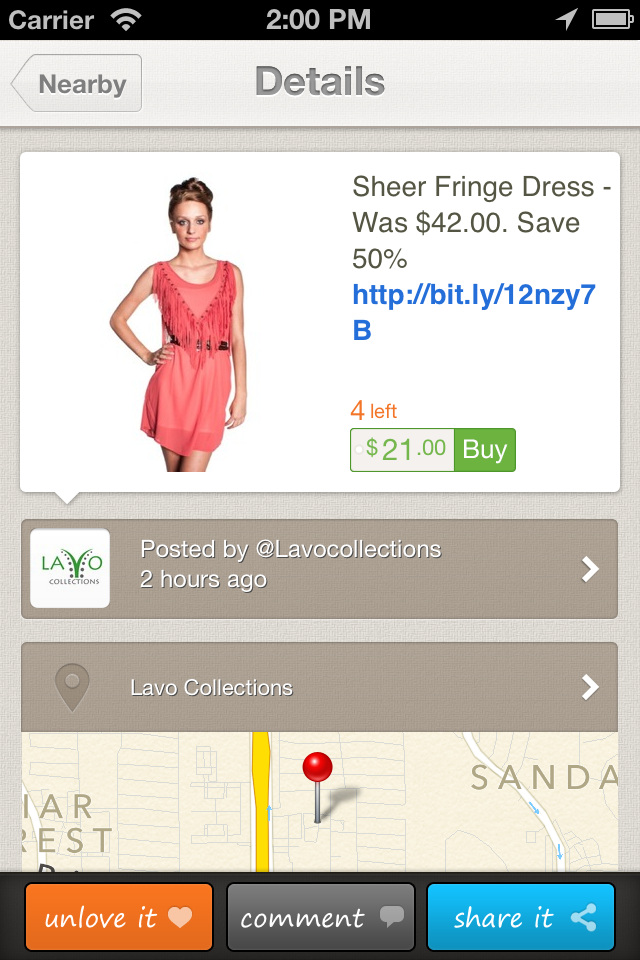 Carrier 2:00 PM
Nearby
Details
Sheer Fringe Dress -
Was $42.00. Save
50%
http://bit.ly/12nzy7
B
4 left
$21.00 Buy
LAVO
COLLECTIONS
Posted by @Lavocollections
2 hours ago
Lavo Collections
SANDA
IAR
REST
unlove it
comment
share it